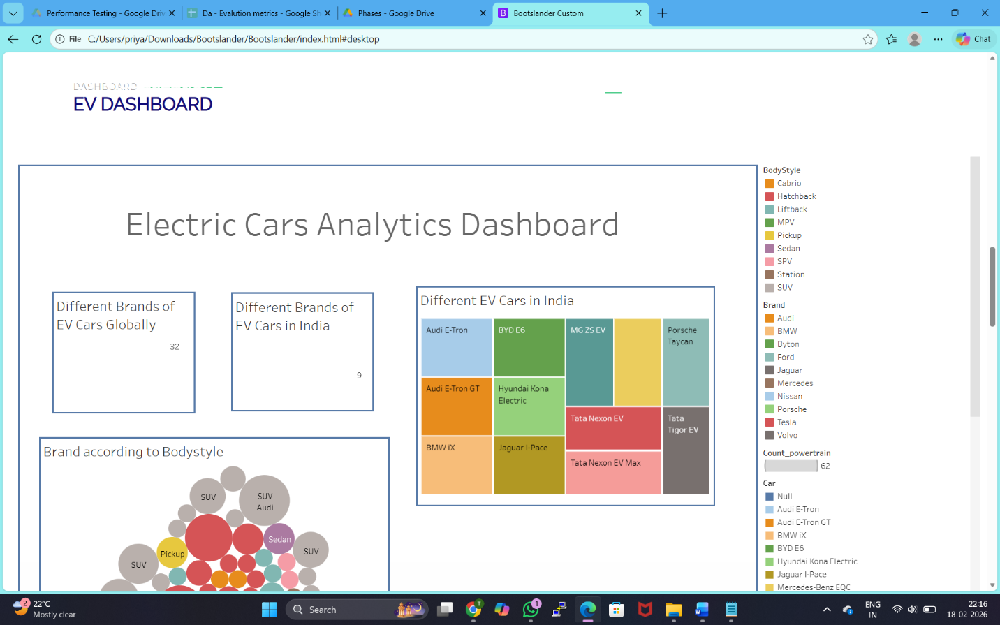 Performance Testing - Google Driv
Da - Evalution metrics - Google Sh
Phases - Google Drive
Bootslander Custom
File
C:/Users/priya/Downloads/Bootslander/Bootslander/index.html#desktop
Chat
DASHBOARD
EV DASHBOARD
Electric Cars Analytics Dashboard
Different Brands of
EV Cars Globally
32
Different Brands of
EV Cars in India
9
Different EV Cars in India
Audi E-Tron
BYD E6
MG ZS EV
Porsche
Taycan
Audi E-Tron GT
Hyundai Kona
Electric
Tata Nexon EV
Tata
Tigor EV
BMW iX
Jaguar I-Pace
Tata Nexon EV Max
Brand according to Bodystyle
SUV
SUV
Audi
Sedan
SUV
Pickup
SUV
BodyStyle
Cabrio
Hatchback
Liftback
MPV
Pickup
Sedan
SPV
Station
SUV
Brand
Audi
BMW
Byton
Ford
Jaguar
Mercedes
Nissan
Porsche
Tesla
Volvo
Count_powertrain
62
Car
Null
Audi E-Tron
Audi E-Tron GT
BMW iX
BYD E6
Hyundai Kona Electric
Jaguar I-Pace
Mercedes-Benz EQC
2
22°C
Mostly clear
Search
T
1
ENG
IN
22:16
18-02-2026